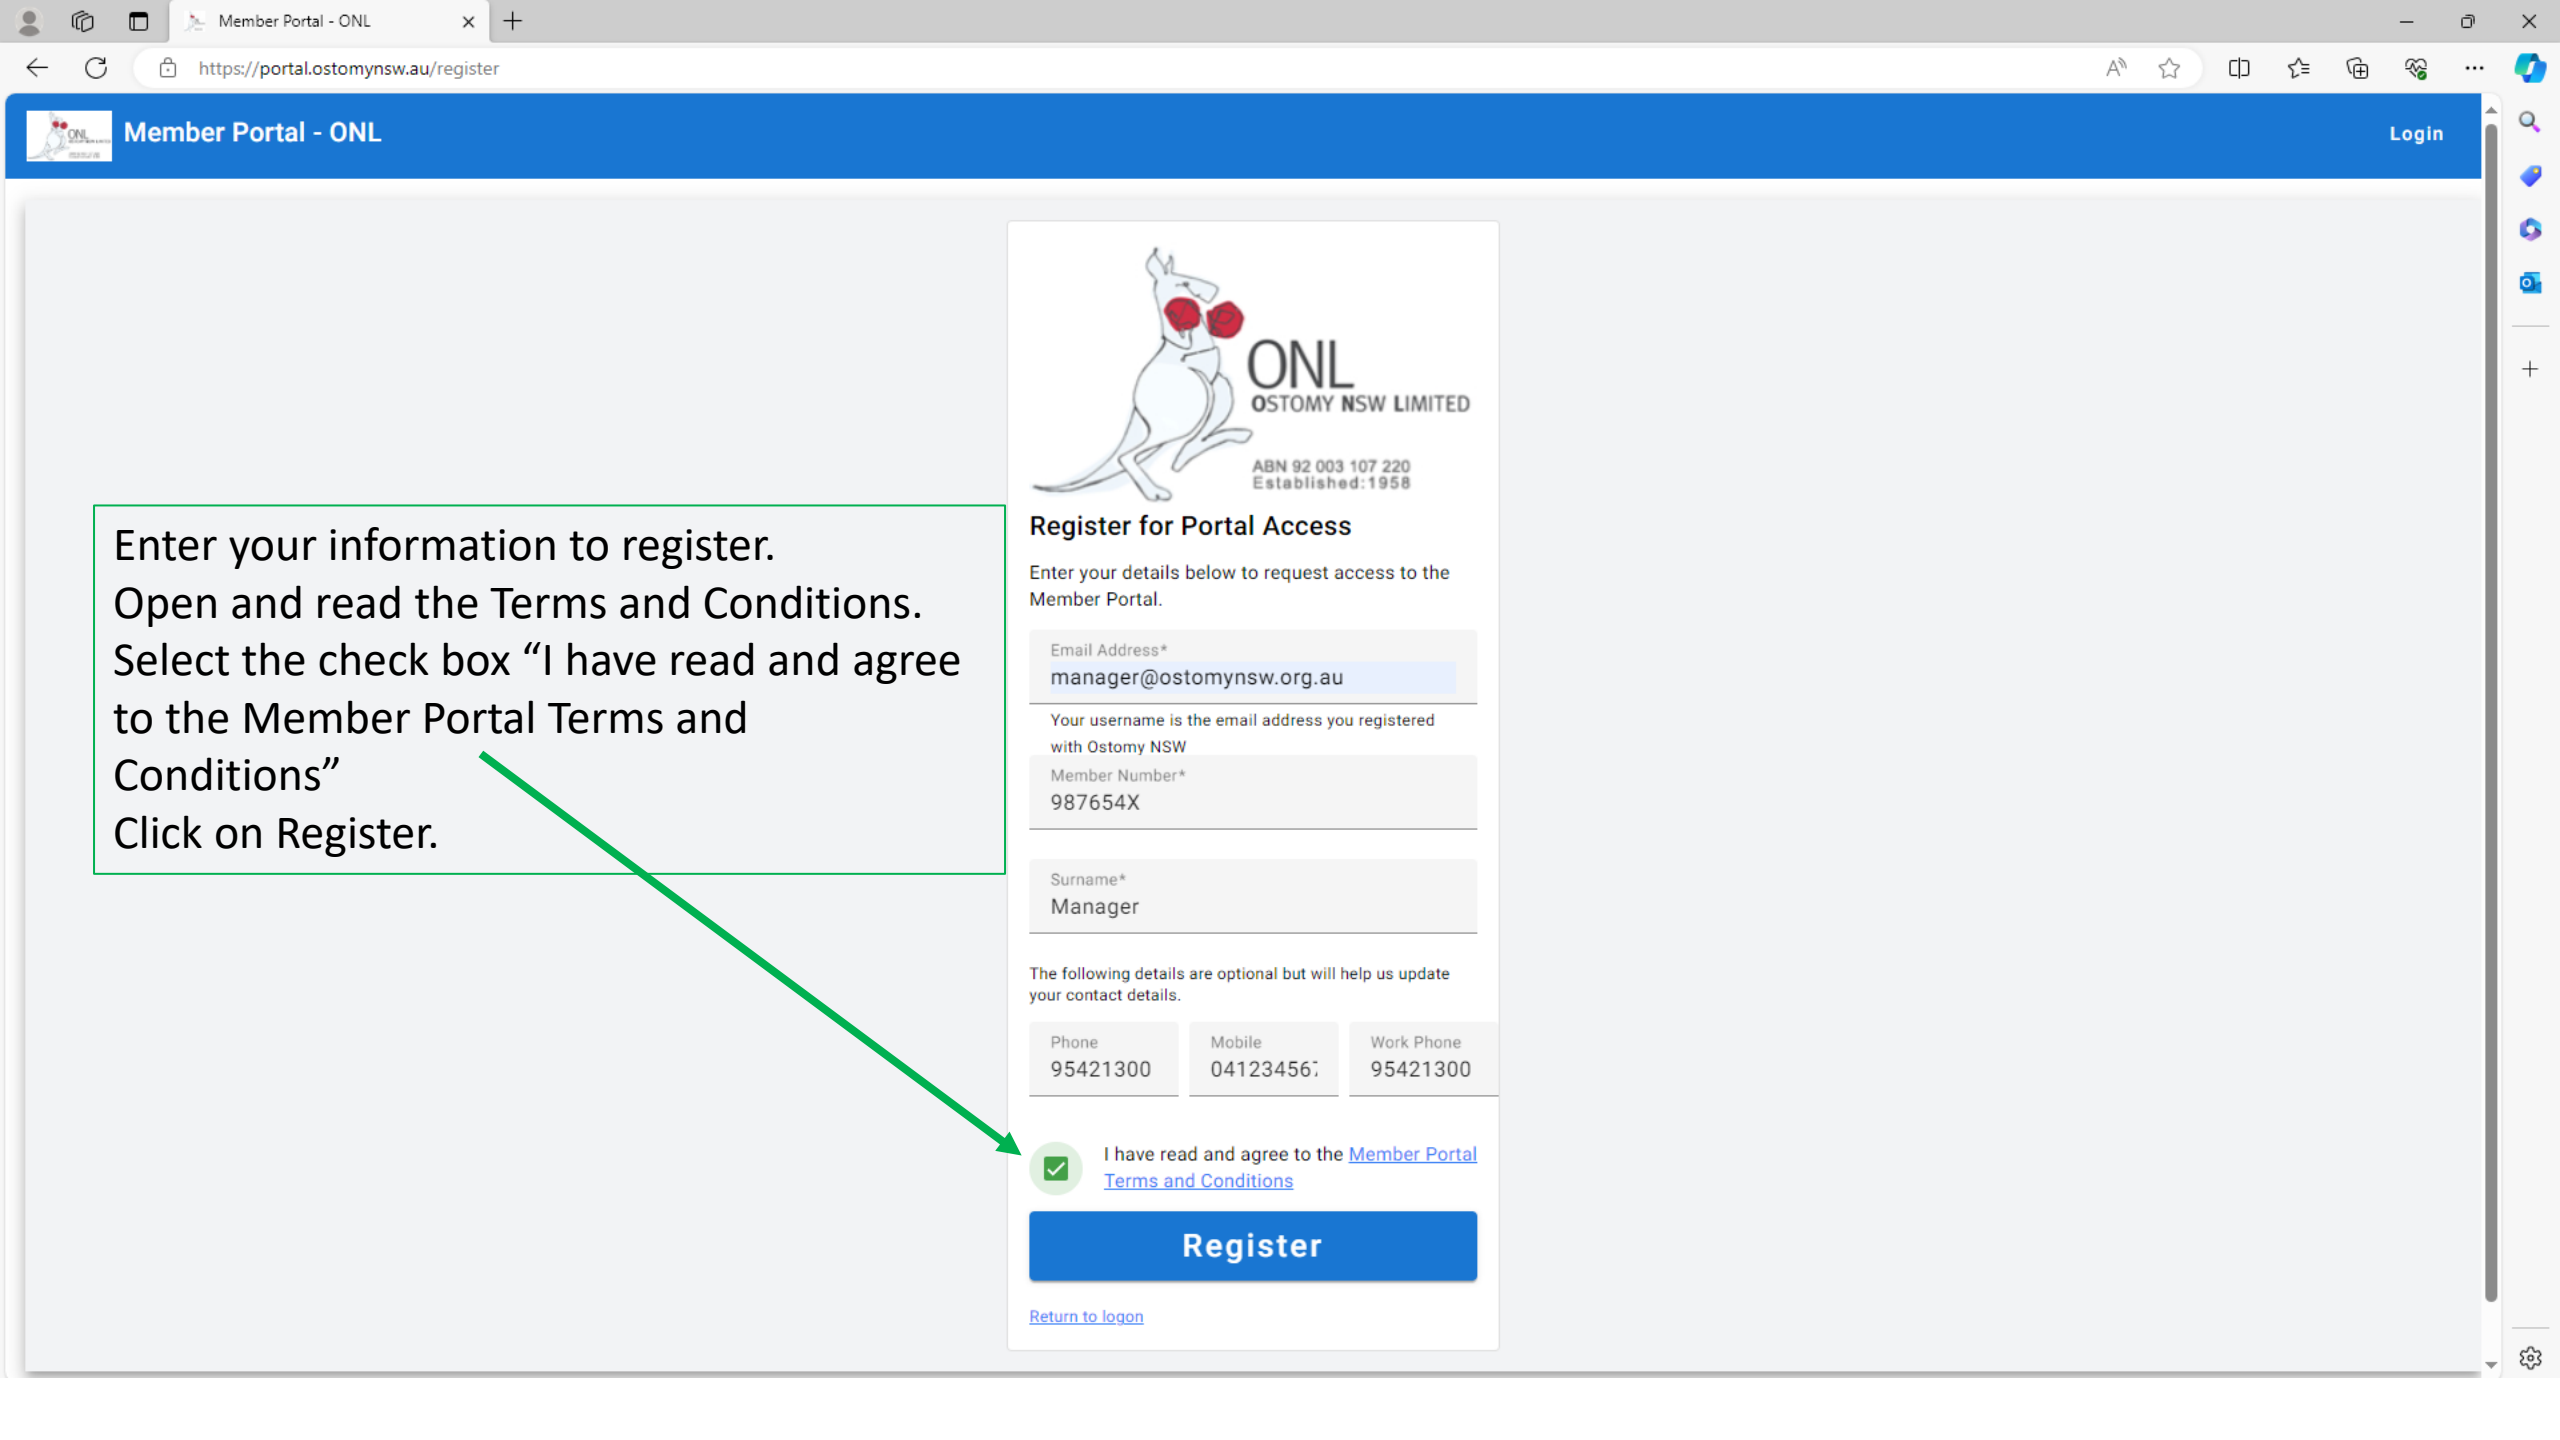 Member Portal - ONL
https://portal.ostomynsw.au/register
Member Portal - ONL
Login
ONL
OSTOMY NSW LIMITED
ABN 92 003 107 220
Established:1958
Register for Portal Access
Enter your details below to request access to the
Member Portal.
Email Address*
manager@ostomynsw.org.au
Your username is the email address you registered
with Ostomy NSW
Member Number*
987654X
Surname*
Manager
The following details are optional but will help us update
your contact details.
Phone
95421300
Mobile
041234567
Work Phone
95421300
I have read and agree to the Member Portal
Terms and Conditions
Register
Return to logon
Enter your information to register.
Open and read the Terms and Conditions.
Select the check box “I have read and agree
to the Member Portal Terms and
Conditions”
Click on Register.